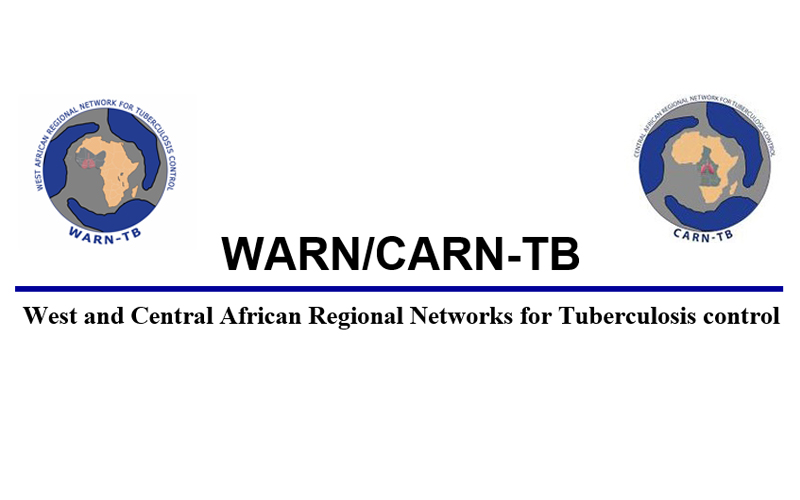 WEST AFRICAN REGIONAL NETWORK FOR TUBERCULOSIS CONTROL
WARN-TB
CENTRAL AFRICAN REGIONAL NETWORK FOR TUBERCULOSIS CONTROL
CARN-TB
WARN/CARN-TB
West and Central African Regional Networks for Tuberculosis control